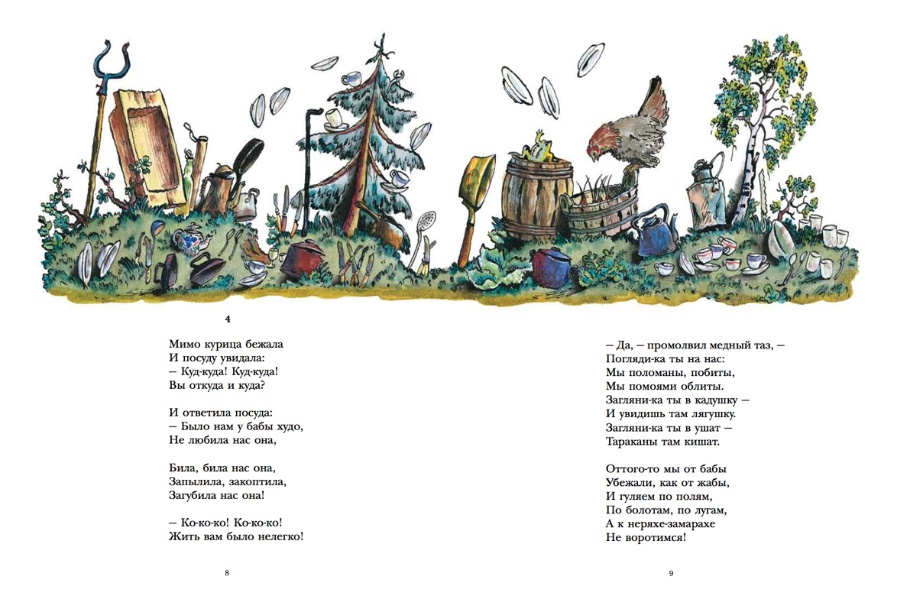 4
Мимо курица бежала
И посуду увидала:
— Куд-куда! Куд-куда!
Вы откуда и куда?
И ответила посуда:
— Было нам у бабы худо,
Не любила нас она,
Била, била нас она,
Запылила, закоптила,
Загубила нас она!
— Ко-ко-ко! Ко-ко-ко!
Жить вам было нелегко!
8
— Да, — промолвил медный таз, —
Погляди-ка ты на нас:
Мы поломаны, побиты,
Мы помоями облиты.
Загляни-ка ты в кадушку —
И увидишь там лягушку.
Загляни-ка ты в ушат —
Тараканы там кишат.
Оттого-то мы от бабы
Убежали, как от жабы,
И гуляем по полям,
По болотам, по лугам,
А к неряхе-замарахе
Не воротимся!
9